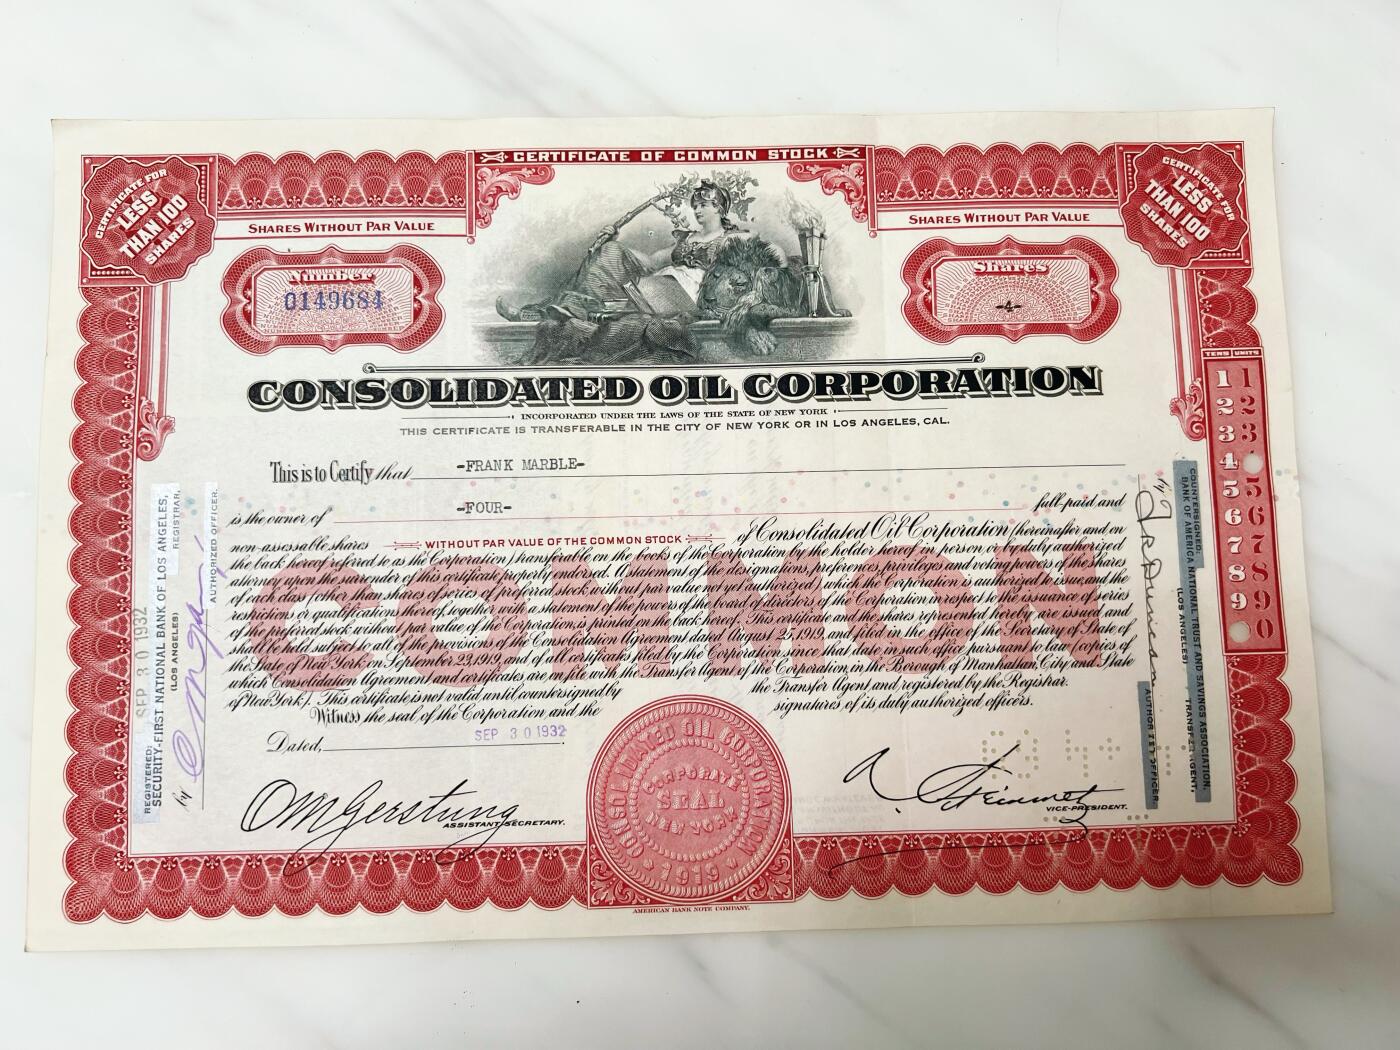 CERTIFICATE OF COMMON STOCK
CERTIFICATE FOR
LESS
THAN 100
SHARES
CERTIFICATE FOR
LESS
THAN 100
SHARES
SHARES WITHOUT PAR VALUE
SHARES WITHOUT PAR VALUE
Number
0149684
Shares
-4-
CONSOLIDATED OIL CORPORATION
INCORPORATED UNDER THE LAWS OF THE STATE OF NEW YORK
THIS CERTIFICATE IS TRANSFERABLE IN THE CITY OF NEW YORK OR IN LOS ANGELES, CAL.
This is to Certify that -FRANK MARBLE-
is the owner of -FOUR- full-paid and
non-assessable shares WITHOUT PAR VALUE OF THE COMMON STOCK of Consolidated Oil Corporation (hereinafter and on
the back hereof referred to as the Corporation) transferable on the books of the Corporation by the holder hereof in person or by duly authorized
attorney upon the surrender of this certificate properly endorsed. A statement of the designations, preferences, privileges and voting powers of the shares
of each class (other than shares of series of preferred stock without par value not yet authorized), which the Corporation is authorized to issue, and the
restriction or qualification thereof, together with a statement of the powers of the board of directors of the Corporation in respect to the issuance of series
of the preferred stock without par value of the Corporation, is printed on the back hereof. This certificate and the shares represented hereby are issued and
shall be held subject to all of the provisions of the Consolidation Agreement dated August 25, 1919, and filed in the office of the Secretary of State of
the State of New York on September 23, 1919, and of all certificates filed by the Corporation since that date, in such office pursuant to law (copies of
which Consolidation Agreement and certificates are on file with the Transfer Agent of the Corporation, in the Borough of Manhattan, City and State
of New York). This certificate is not valid until countersigned by the Transfer Agent and registered by the Registrar.
Witness the seal of the Corporation and the signatures of its duly authorized officers.
COMMON
Dated, SEP 30 1932
O M Gerstung
ASSISTANT SECRETARY.
VICE-PRESIDENT.
CONSOLIDATED OIL CORPORATION
CORPORATE
SEAL
NEW YORK
1919
AMERICAN BANK NOTE COMPANY.
REGISTERED: SEP 30 1932
SECURITY-FIRST NATIONAL BANK OF LOS ANGELES,
(LOS ANGELES) REGISTRAR,
by
AUTHORIZED OFFICER.
COUNTERSIGNED:
BANK OF AMERICA NATIONAL TRUST AND SAVINGS ASSOCIATION,
(LOS ANGELES) TRANSFER AGENT,
by
AUTHORIZED OFFICER.
TENS UNITS
1 1
2 2
3 3
4
5 5
6 6
7 7
8 8
9 9
0